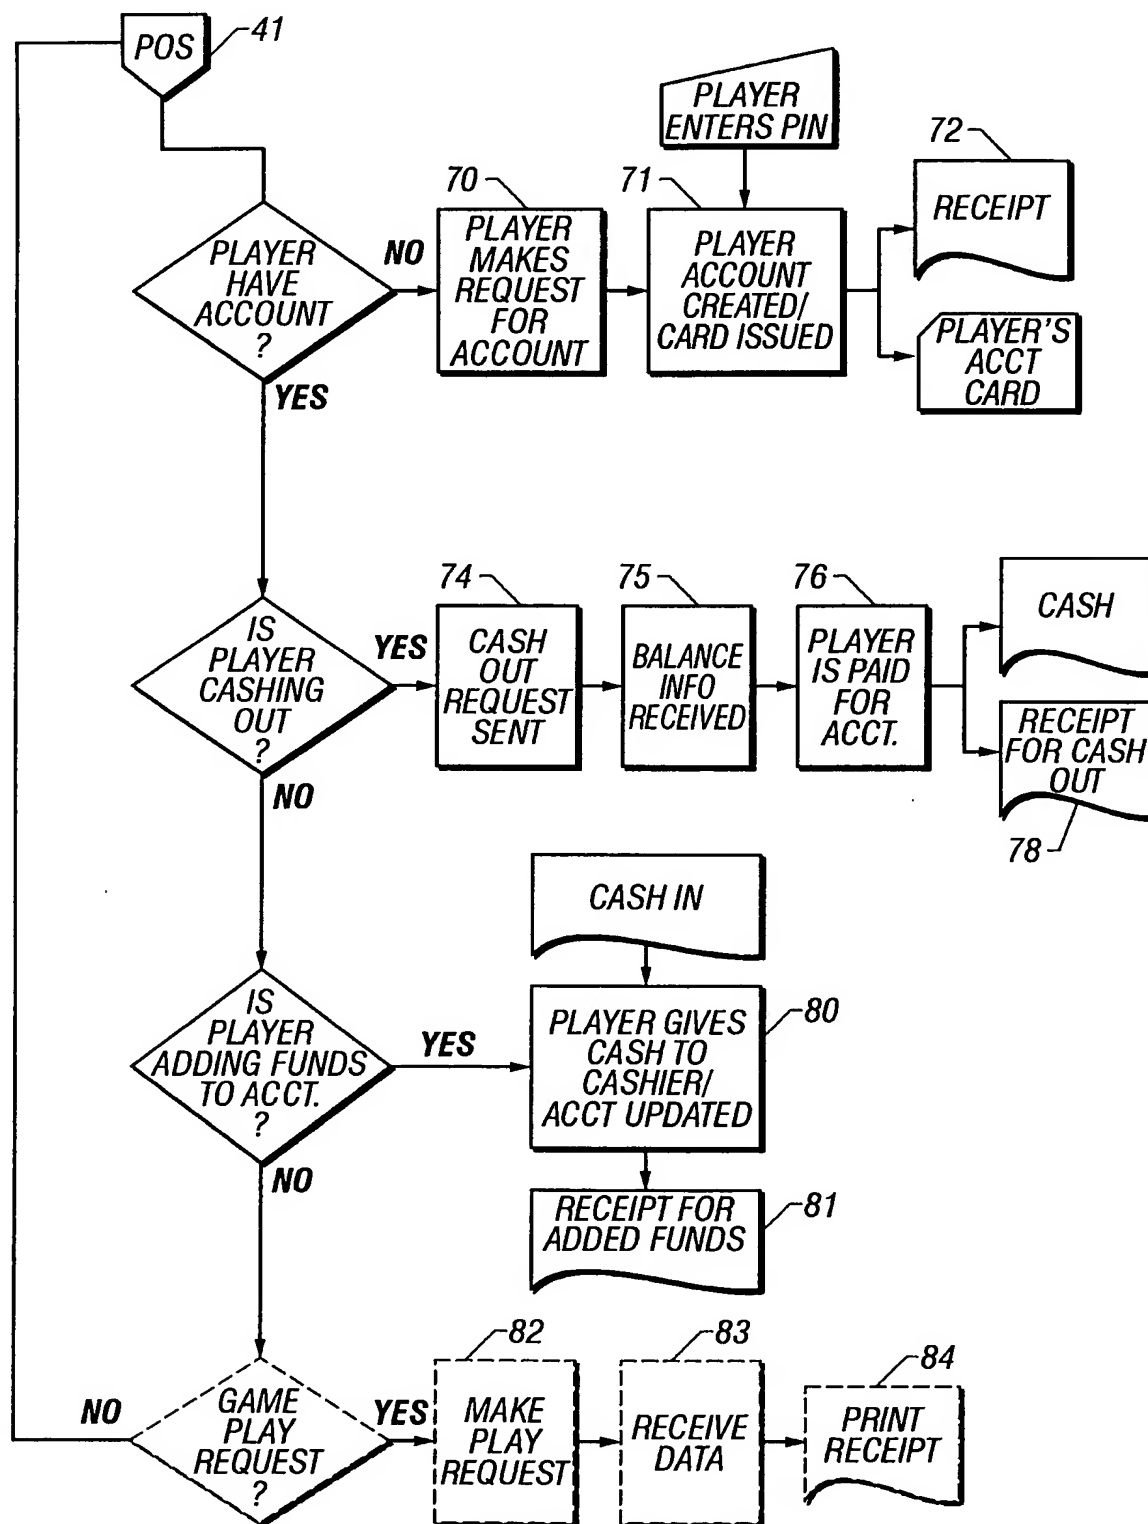 POS
41
PLAYER
ENTERS PIN
PLAYER
HAVE
ACCOUNT
?
NO
YES
70
PLAYER
MAKES
REQUEST
FOR
ACCOUNT
71
PLAYER
ACCOUNT
CREATED/
CARD ISSUED
72
RECEIPT
PLAYER'S
ACCT
CARD
IS
PLAYER
CASHING
OUT
?
YES
NO
74
CASH
OUT
REQUEST
SENT
75
BALANCE
INFO
RECEIVED
76
PLAYER
IS PAID
FOR
ACCT.
CASH
RECEIPT
FOR CASH
OUT
78
CASH IN
IS
PLAYER
ADDING FUNDS
TO ACCT.
?
YES
NO
80
PLAYER GIVES
CASH TO
CASHIER/
ACCT UPDATED
RECEIPT FOR
ADDED FUNDS
81
NO
GAME
PLAY
REQUEST
?
YES
82
MAKE
PLAY
REQUEST
83
RECEIVE
DATA
84
PRINT
RECEIPT